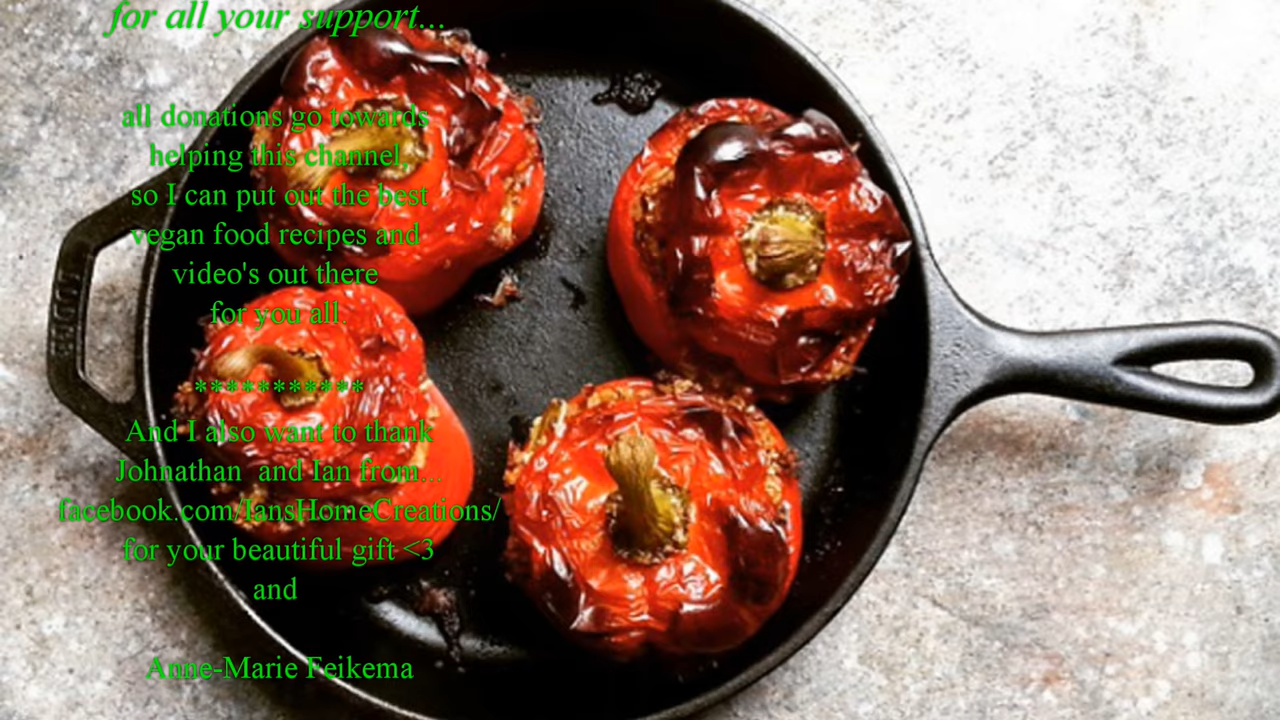 for all your support...
all donations go towards
helping this channel,
so I can put out the best
vegan food recipes and
video's out there
for you all.
***********
And I also want to thank
Johnathan  and Ian from...
facebook.com/IansHomeCreations/
for your beautiful gift <3
and
Anne-Marie Feikema